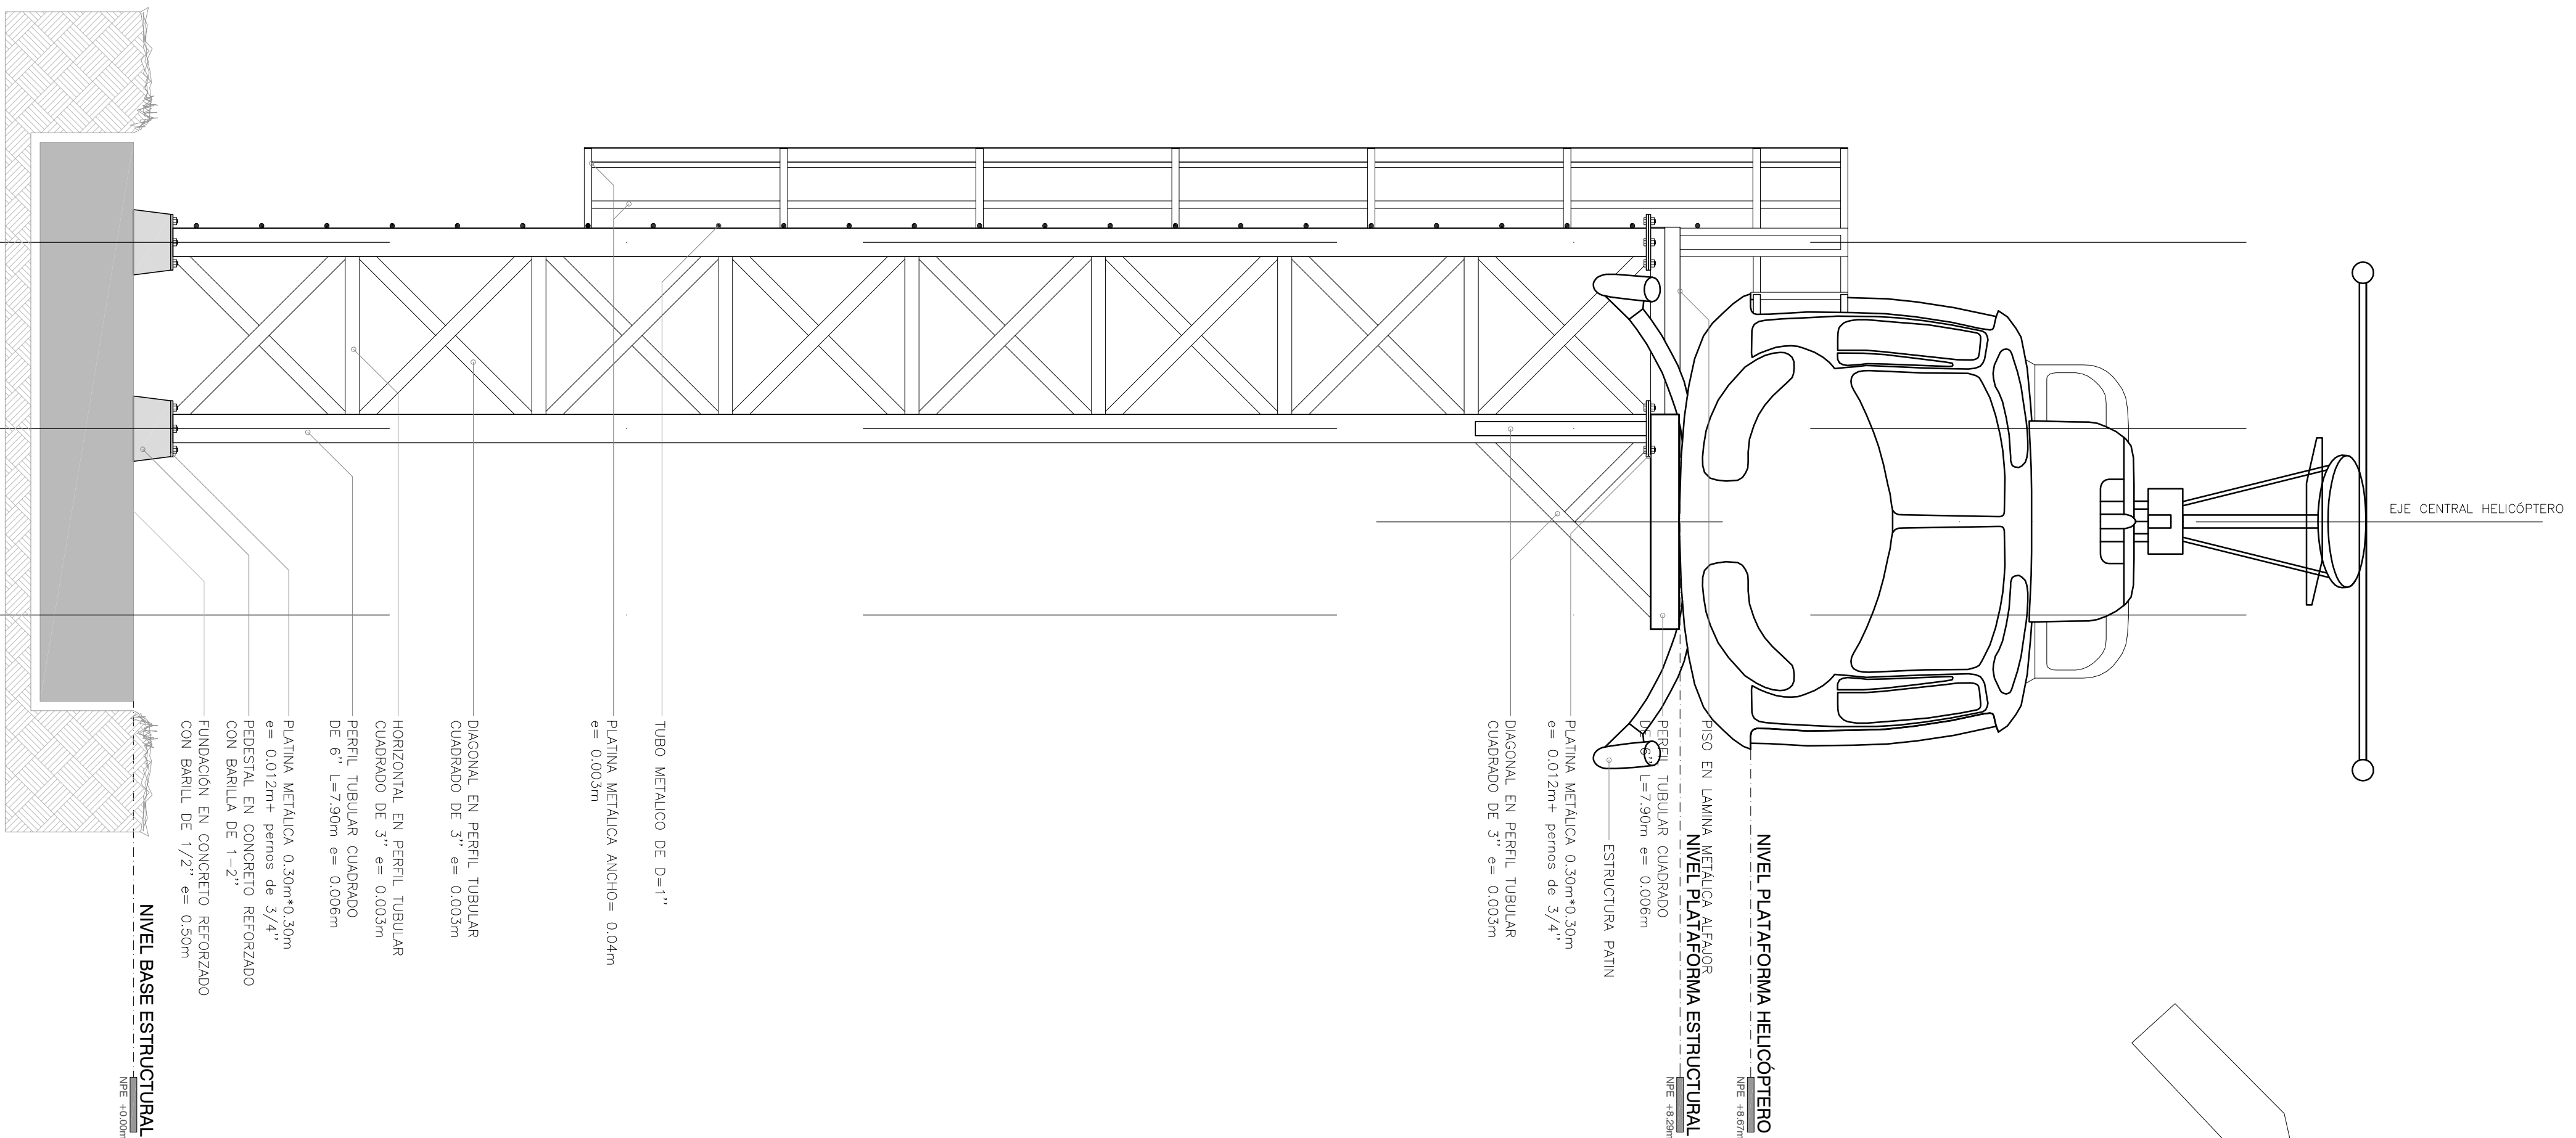 EJE CENTRAL HELICÓPTERO
NIVEL PLATAFORMA HELICÓPTERO
NPE +8.67m
PISO EN LAMINA METÁLICA ALFAJOR
NIVEL PLATAFORMA ESTRUCTURAL
NPE +8.29m
PERFIL TUBULAR CUADRADO
DE 6'' L=7.90m e= 0.006m
ESTRUCTURA PATIN
PLATINA METÁLICA 0.30m*0.30m
e= 0.012m+ pernos de 3/4''
DIAGONAL EN PERFIL TUBULAR
CUADRADO DE 3'' e= 0.003m
TUBO METALICO DE D=1''
PLATINA METÁLICA ANCHO= 0.04m
e= 0.003m
DIAGONAL EN PERFIL TUBULAR
CUADRADO DE 3'' e= 0.003m
HORIZONTAL EN PERFIL TUBULAR
CUADRADO DE 3'' e= 0.003m
PERFIL TUBULAR CUADRADO
DE 6'' L=7.90m e= 0.006m
PLATINA METÁLICA 0.30m*0.30m
e= 0.012m+ pernos de 3/4''
PEDESTAL EN CONCRETO REFORZADO
CON BARILLA DE 1-2''
FUNDACIÓN EN CONCRETO REFORZADO
CON BARILL DE 1/2'' e= 0.50m
NIVEL BASE ESTRUCTURAL
NPE +0.00m